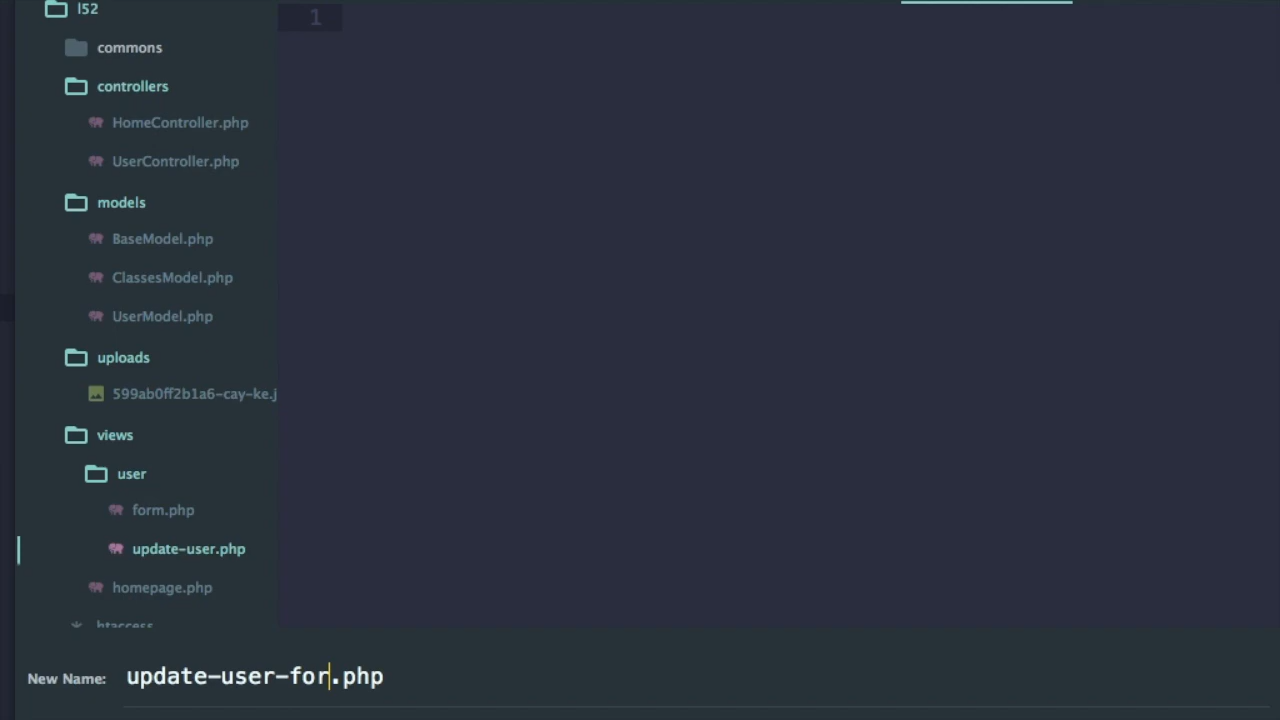 l52
1
commons
controllers
HomeController.php
UserController.php
models
BaseModel.php
ClassesModel.php
UserModel.php
uploads
599ab0ff2b1a6-cay-ke.j
views
user
form.php
update-user.php
homepage.php
htaccess
New Name: update-user-for.php